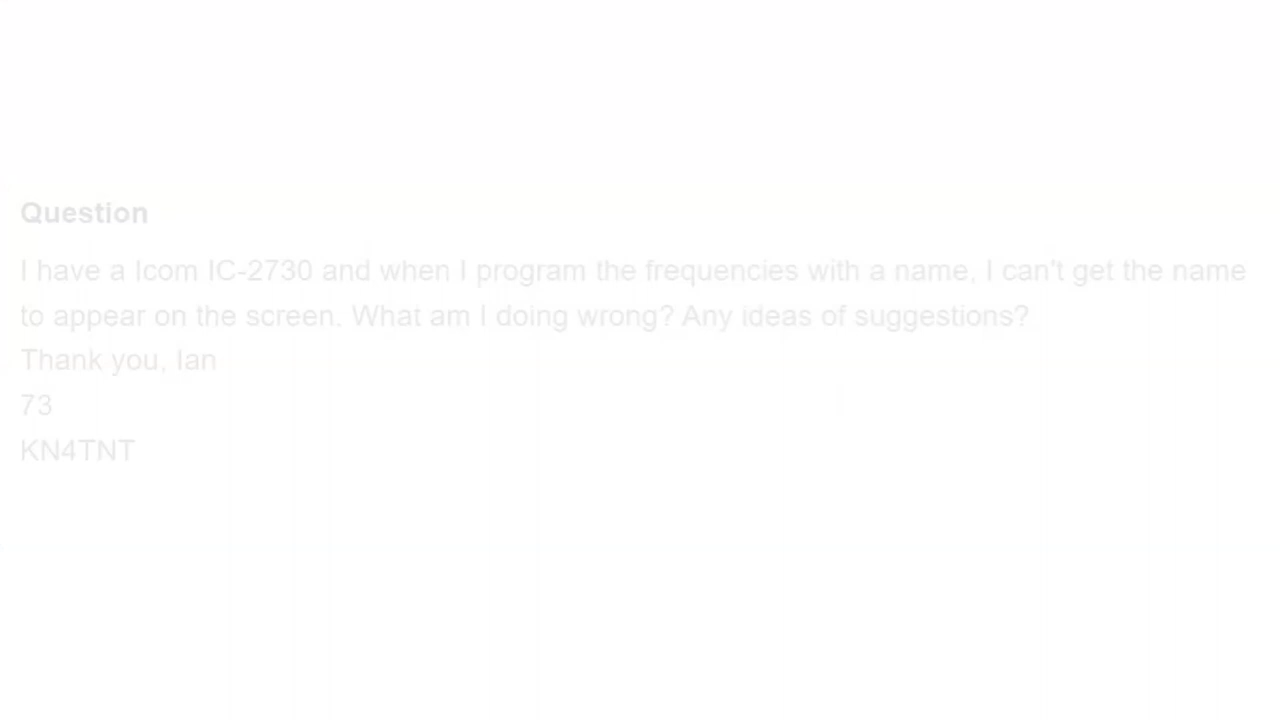 Question
I have a Icom IC-2730 and when I program the frequencies with a name, I can't get the name
to appear on the screen. What am I doing wrong? Any ideas of suggestions?
Thank you, Ian
73
KN4TNT